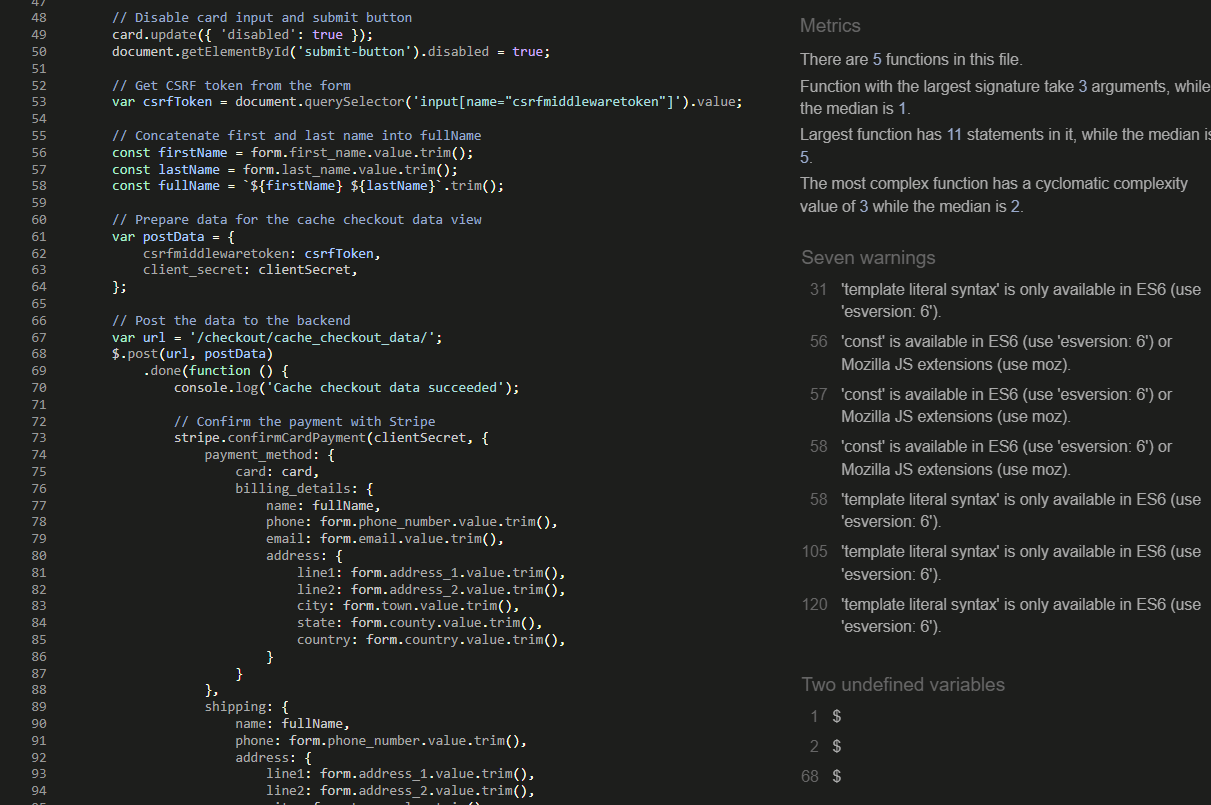 47
48 // Disable card input and submit button
49 card.update({ 'disabled': true });
50 document.getElementById('submit-button').disabled = true;
51
52 // Get CSRF token from the form
53 var csrfToken = document.querySelector('input[name="csrfmiddlewaretoken"]').value;
54
55 // Concatenate first and last name into fullName
56 const firstName = form.first_name.value.trim();
57 const lastName = form.last_name.value.trim();
58 const fullName = `${firstName} ${lastName}`.trim();
59
60 // Prepare data for the cache checkout data view
61 var postData = {
62 csrfmiddlewaretoken: csrfToken,
63 client_secret: clientSecret,
64 };
65
66 // Post the data to the backend
67 var url = '/checkout/cache_checkout_data/';
68 $.post(url, postData)
69 .done(function () {
70 console.log('Cache checkout data succeeded');
71
72 // Confirm the payment with Stripe
73 stripe.confirmCardPayment(clientSecret, {
74 payment_method: {
75 card: card,
76 billing_details: {
77 name: fullName,
78 phone: form.phone_number.value.trim(),
79 email: form.email.value.trim(),
80 address: {
81 line1: form.address_1.value.trim(),
82 line2: form.address_2.value.trim(),
83 city: form.town.value.trim(),
84 state: form.county.value.trim(),
85 country: form.country.value.trim(),
86 }
87 }
88 },
89 shipping: {
90 name: fullName,
91 phone: form.phone_number.value.trim(),
92 address: {
93 line1: form.address_1.value.trim(),
94 line2: form.address_2.value.trim(),
Metrics
There are 5 functions in this file.
Function with the largest signature take 3 arguments, while
the median is 1.
Largest function has 11 statements in it, while the median is
5.
The most complex function has a cyclomatic complexity
value of 3 while the median is 2.
Seven warnings
31 'template literal syntax' is only available in ES6 (use
'esversion: 6').
56 'const' is available in ES6 (use 'esversion: 6') or
Mozilla JS extensions (use moz).
57 'const' is available in ES6 (use 'esversion: 6') or
Mozilla JS extensions (use moz).
58 'const' is available in ES6 (use 'esversion: 6') or
Mozilla JS extensions (use moz).
58 'template literal syntax' is only available in ES6 (use
'esversion: 6').
105 'template literal syntax' is only available in ES6 (use
'esversion: 6').
120 'template literal syntax' is only available in ES6 (use
'esversion: 6').
Two undefined variables
1 $
2 $
68 $